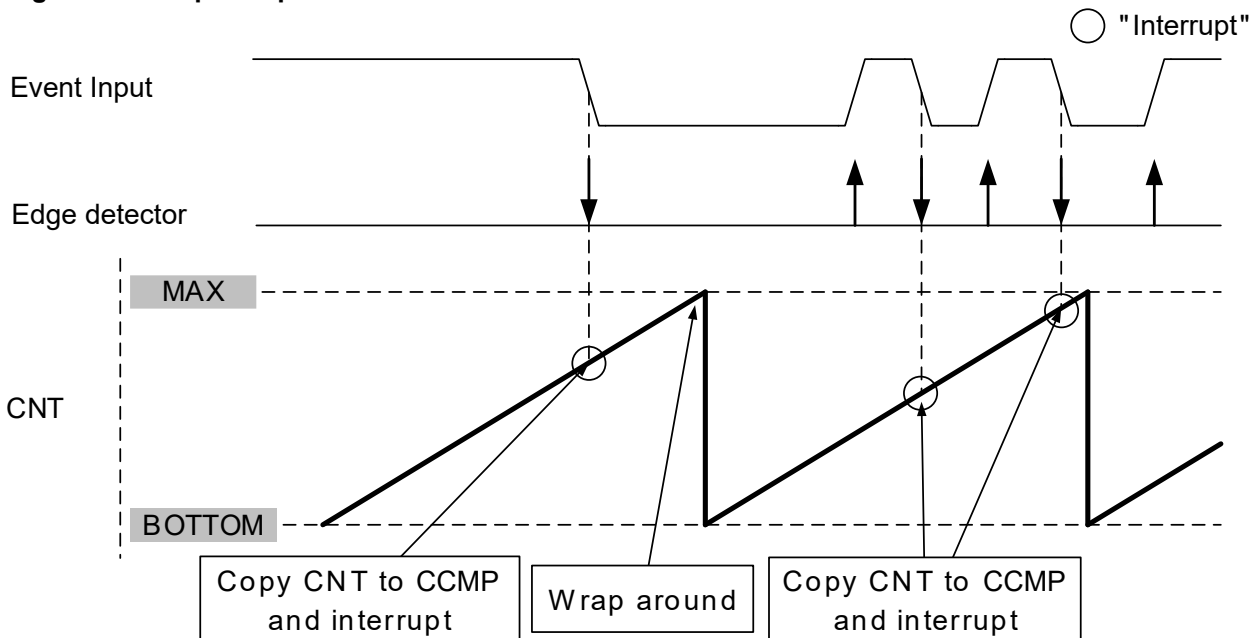 "Interrupt"
Event Input
Edge detector
MAX
CNT
BOTTOM
Copy CNT to CCMP
and interrupt
Wrap around
Copy CNT to CCMP
and interrupt